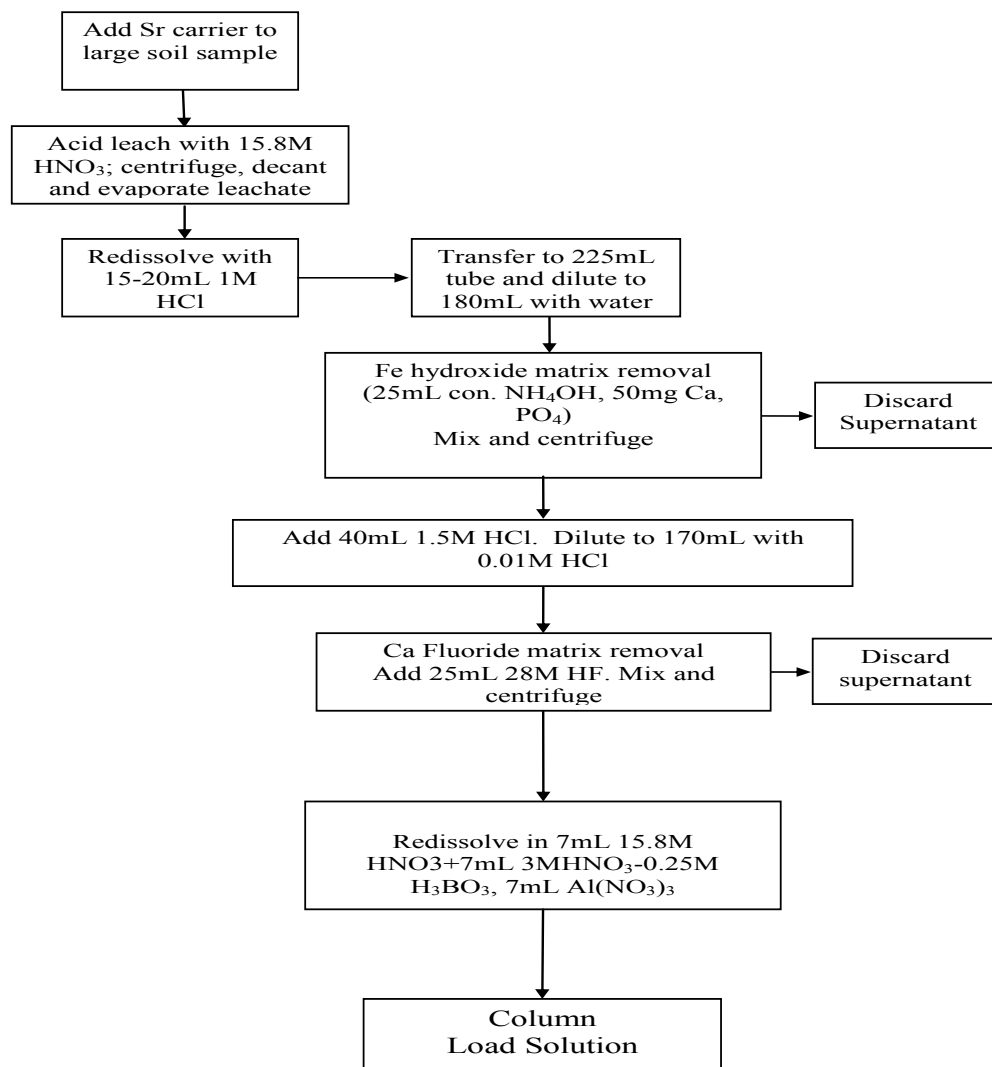 Add Sr carrier to
large soil sample
Acid leach with 15.8M
HNO₃; centrifuge, decant
and evaporate leachate
Redissolve with
15-20mL 1M
HCl
Transfer to 225mL
tube and dilute to
180mL with water
Fe hydroxide matrix removal
(25mL con. NH₄OH, 50mg Ca,
PO₄)
Mix and centrifuge
Discard
Supernatant
Add 40mL 1.5M HCl.  Dilute to 170mL with
0.01M HCl
Ca Fluoride matrix removal
Add 25mL 28M HF. Mix and
centrifuge
Discard
supernatant
Redissolve in 7mL 15.8M
HNO3+7mL 3MHNO₃-0.25M
H₃BO₃, 7mL Al(NO₃)₃
Column
Load Solution